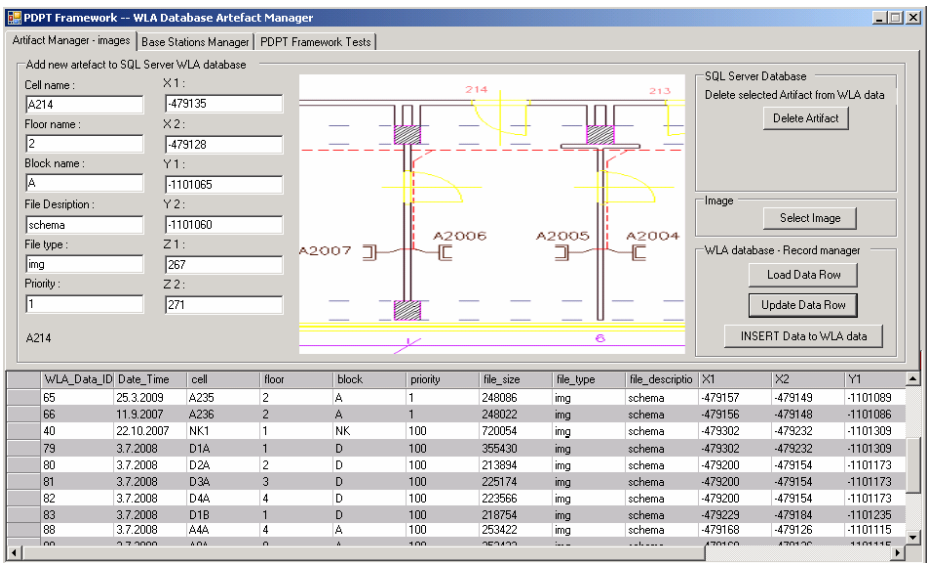 PDPT Framework -- WLA Database Artefact Manager
Artifact Manager - images Base Stations Manager PDPT Framework Tests
Add new artefact to SQL Server WLA database
Cell name :
A214
Floor name :
2
Block name :
A
File Desription :
schema
File type :
img
Priority :
1
A214
X 1 :
-479135
X 2 :
-479128
Y 1 :
-1101065
Y 2 :
-1101060
Z 1 :
267
Z 2 :
271
214 213
A2007 A2006 A2005 A2004
6
SQL Server Database
Delete selected Artifact from WLA data
Delete Artifact
Image
Select Image
WLA database - Record manager
Load Data Row
Update Data Row
INSERT Data to WLA data
WLA_Data_ID Date_Time cell floor block priority file_size file_type file_descriptio X1 X2 Y1
65 25.3.2009 A235 2 A 1 248086 img schema -479157 -479149 -1101089
66 11.9.2007 A236 2 A 1 248022 img schema -479156 -479148 -1101086
40 22.10.2007 NK1 1 NK 100 720054 img schema -479302 -479232 -1101309
79 3.7.2008 D1A 1 D 100 355430 img schema -479302 -479232 -1101309
80 3.7.2008 D2A 2 D 100 213894 img schema -479200 -479154 -1101173
81 3.7.2008 D3A 3 D 100 225174 img schema -479200 -479154 -1101173
82 3.7.2008 D4A 4 D 100 223566 img schema -479200 -479154 -1101173
83 3.7.2008 D1B 1 D 100 218754 img schema -479229 -479184 -1101235
88 3.7.2008 A4A 4 A 100 253422 img schema -479168 -479126 -1101115